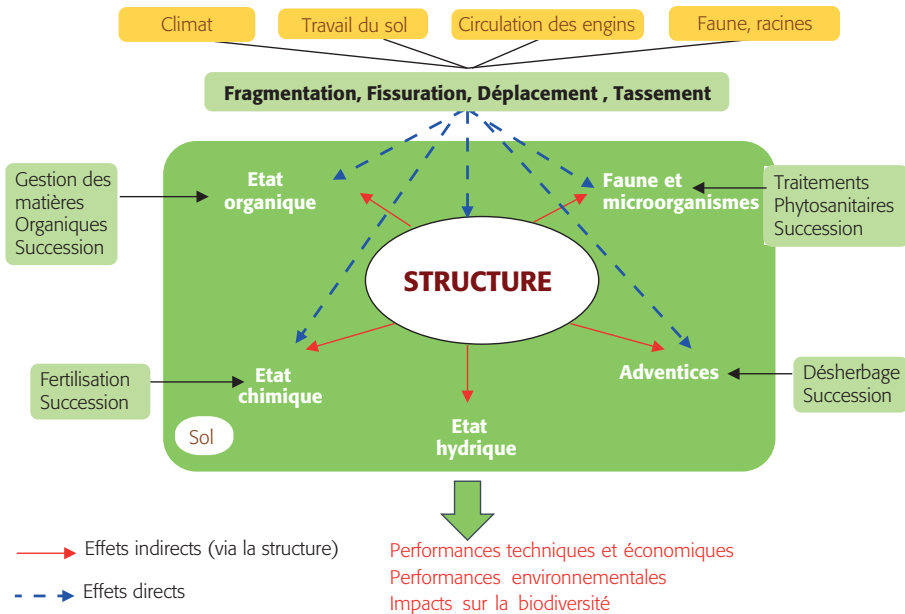 Climat
Travail du sol
Circulation des engins
Faune, racines
Fragmentation, Fissuration, Déplacement , Tassement
Gestion des
matières
Organiques
Succession
Etat
organique
Faune et
microorganismes
Traitements
Phytosanitaires
Succession
STRUCTURE
Fertilisation
Succession
Etat
chimique
Adventices
Désherbage
Succession
Sol
Etat
hydrique
Effets indirects (via la structure)
Effets directs
Performances techniques et économiques
Performances environnementales
Impacts sur la biodiversité